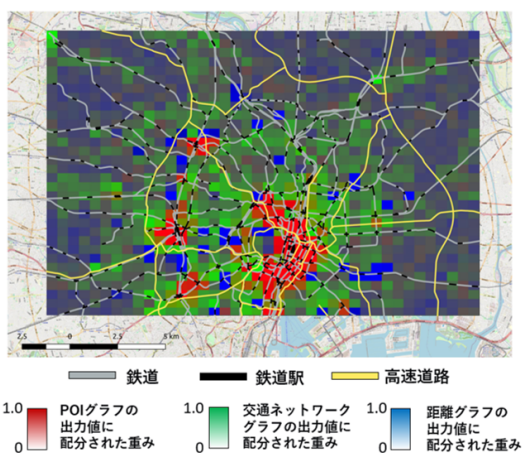 2.5 0 2.5 5 km
鉄道 鉄道駅 高速道路
1.0
0
POIグラフの
出力値に
配分された重み
1.0
0
交通ネットワーク
グラフの出力値に
配分された重み
1.0
0
距離グラフの
出力値に
配分された重み